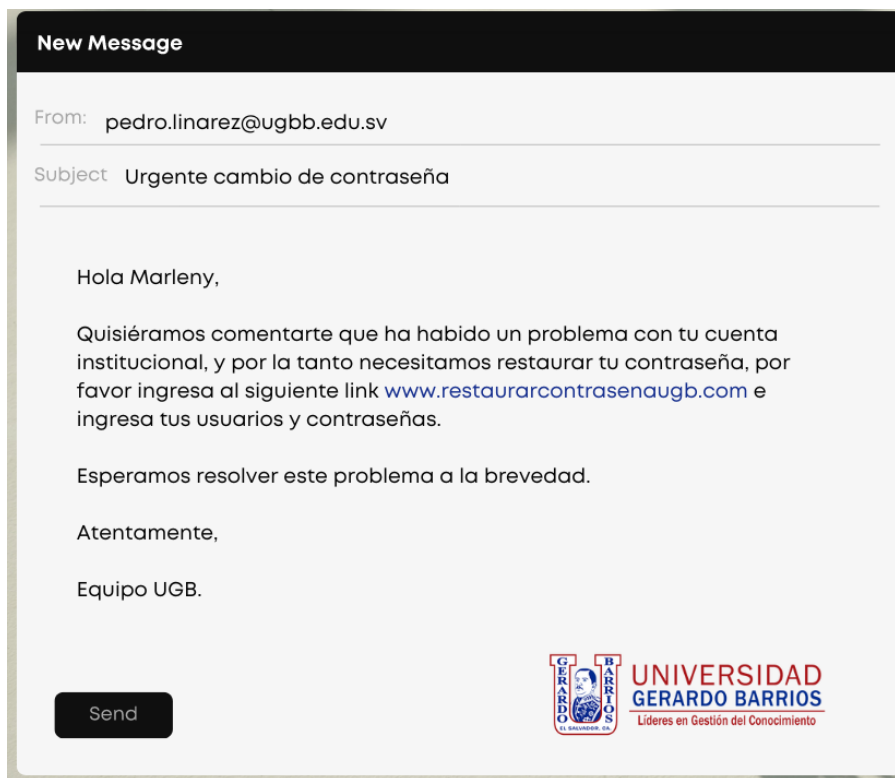 New Message
From: pedro.linarez@ugbb.edu.sv
Subject Urgente cambio de contraseña
Hola Marleny,
Quisiéramos comentarte que ha habido un problema con tu cuenta
institucional, y por la tanto necesitamos restaurar tu contraseña, por
favor ingresa al siguiente link www.restaurarcontrasenaugb.com e
ingresa tus usuarios y contraseñas.
Esperamos resolver este problema a la brevedad.
Atentamente,
Equipo UGB.
Send
GERARDO BARRIOS
EL SALVADOR, CA.
UNIVERSIDAD
GERARDO BARRIOS
Líderes en Gestión del Conocimiento